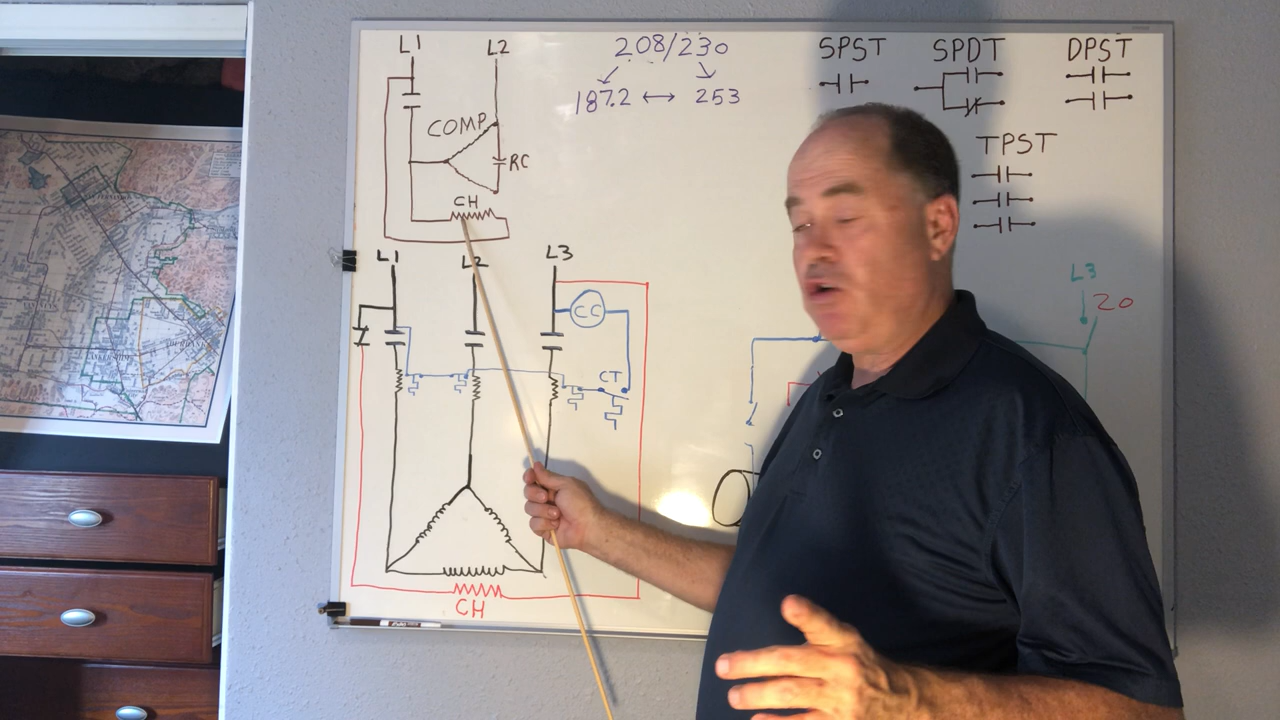 L1 L2
208/230
187.2 ↔ 253
SPST SPDT DPST
TPST
COMP
RC
CH
L1 L2 L3
CC
CT
CH
L3
20